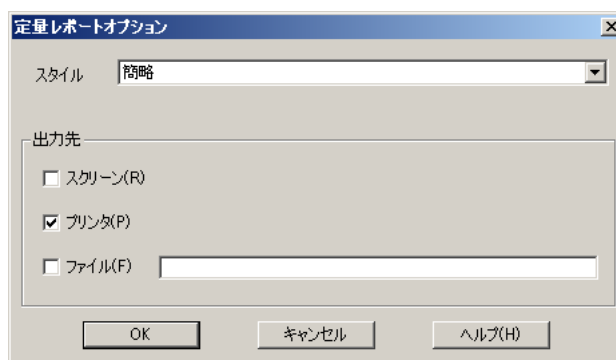 定量レポートオプション
スタイル 簡略
出力先
スクリーン(R)
プリンタ(P)
ファイル(F)
OK キャンセル ヘルプ(H)